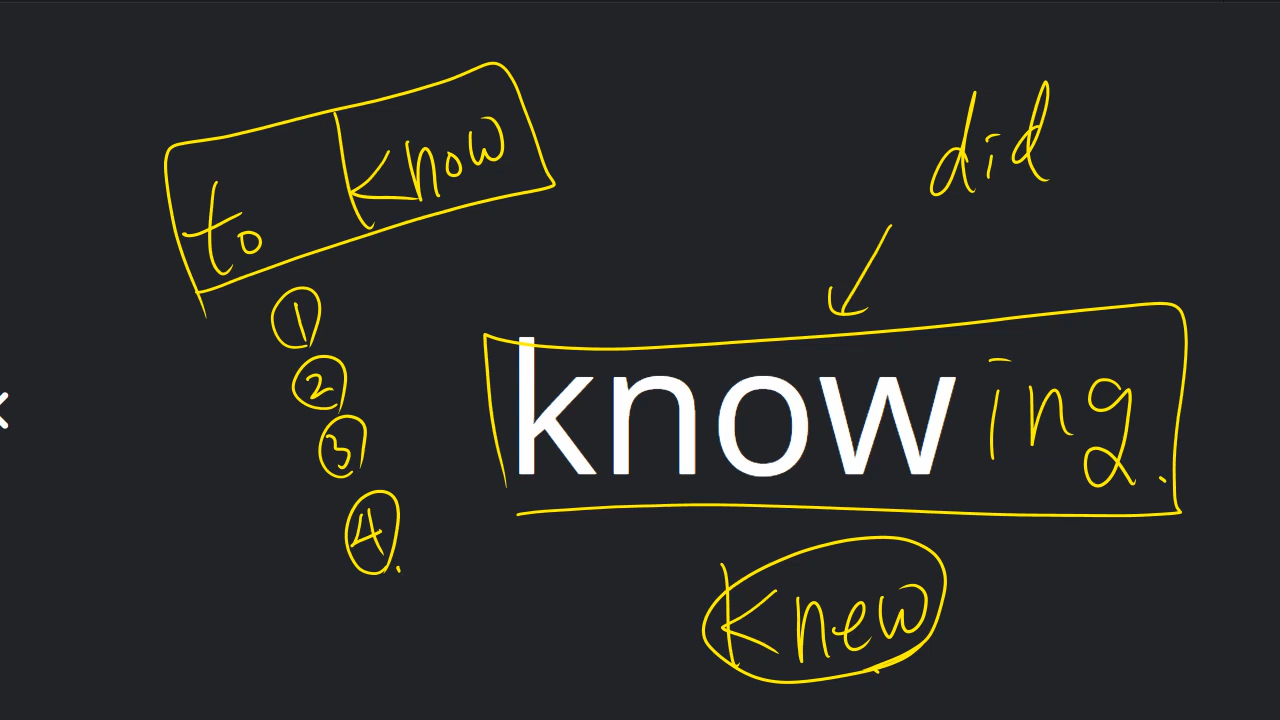 to know
did
①
②
③
④.
knowing.
knew